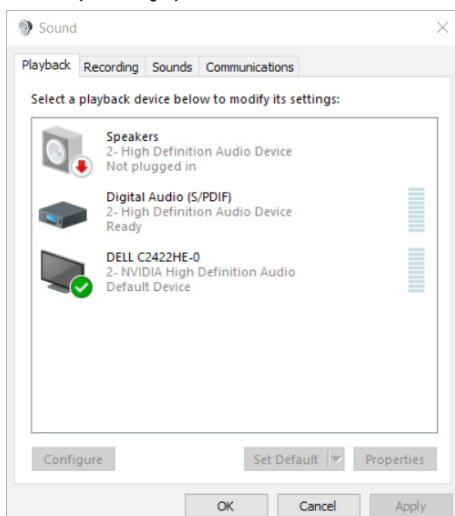 Sound
Playback Recording Sounds Communications
Select a playback device below to modify its settings:
Speakers
2- High Definition Audio Device
Not plugged in
Digital Audio (S/PDIF)
2- High Definition Audio Device
Ready
DELL C2422HE-0
2- NVIDIA High Definition Audio
Default Device
Configure Set Default Properties
OK Cancel Apply